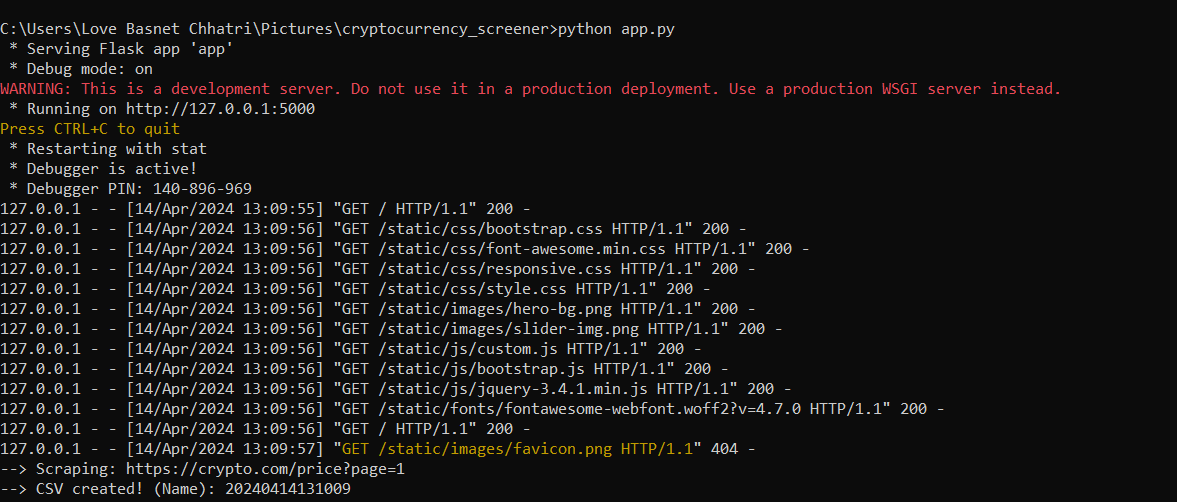 C:\Users\Love Basnet Chhatri\Pictures\cryptocurrency_screener>python app.py
 * Serving Flask app 'app'
 * Debug mode: on
WARNING: This is a development server. Do not use it in a production deployment. Use a production WSGI server instead.
 * Running on http://127.0.0.1:5000
Press CTRL+C to quit
 * Restarting with stat
 * Debugger is active!
 * Debugger PIN: 140-896-969
127.0.0.1 - - [14/Apr/2024 13:09:55] "GET / HTTP/1.1" 200 -
127.0.0.1 - - [14/Apr/2024 13:09:56] "GET /static/css/bootstrap.css HTTP/1.1" 200 -
127.0.0.1 - - [14/Apr/2024 13:09:56] "GET /static/css/font-awesome.min.css HTTP/1.1" 200 -
127.0.0.1 - - [14/Apr/2024 13:09:56] "GET /static/css/responsive.css HTTP/1.1" 200 -
127.0.0.1 - - [14/Apr/2024 13:09:56] "GET /static/css/style.css HTTP/1.1" 200 -
127.0.0.1 - - [14/Apr/2024 13:09:56] "GET /static/images/hero-bg.png HTTP/1.1" 200 -
127.0.0.1 - - [14/Apr/2024 13:09:56] "GET /static/images/slider-img.png HTTP/1.1" 200 -
127.0.0.1 - - [14/Apr/2024 13:09:56] "GET /static/js/custom.js HTTP/1.1" 200 -
127.0.0.1 - - [14/Apr/2024 13:09:56] "GET /static/js/bootstrap.js HTTP/1.1" 200 -
127.0.0.1 - - [14/Apr/2024 13:09:56] "GET /static/js/jquery-3.4.1.min.js HTTP/1.1" 200 -
127.0.0.1 - - [14/Apr/2024 13:09:56] "GET /static/fonts/fontawesome-webfont.woff2?v=4.7.0 HTTP/1.1" 200 -
127.0.0.1 - - [14/Apr/2024 13:09:56] "GET / HTTP/1.1" 200 -
127.0.0.1 - - [14/Apr/2024 13:09:57] "GET /static/images/favicon.png HTTP/1.1" 404 -
--> Scraping: https://crypto.com/price?page=1
--> CSV created! (Name): 20240414131009